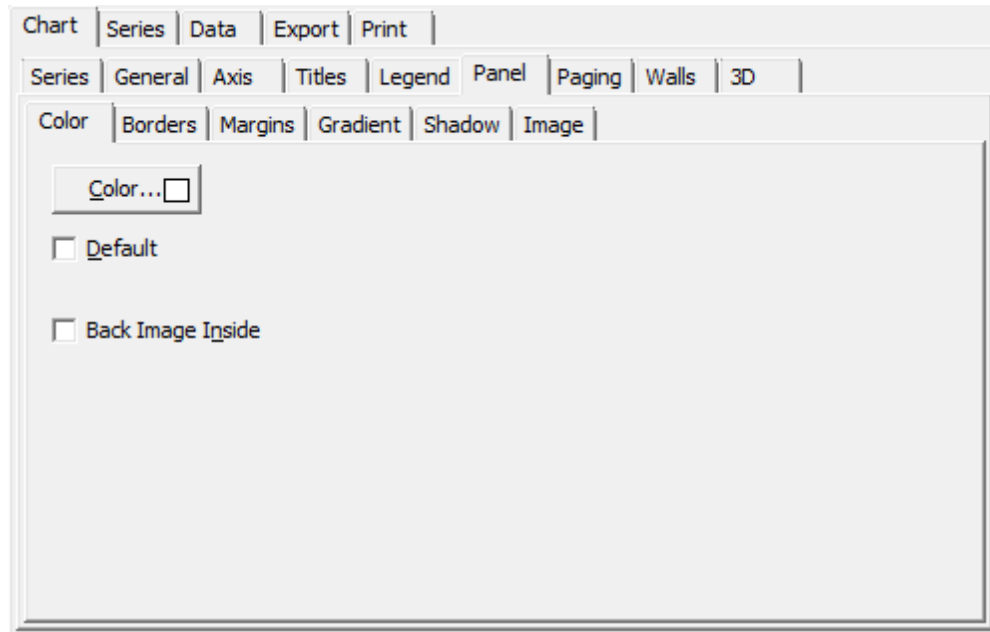 Chart Series Data Export Print
Series General Axis Titles Legend Panel Paging Walls 3D
Color Borders Margins Gradient Shadow Image
Color...
Default
Back Image Inside